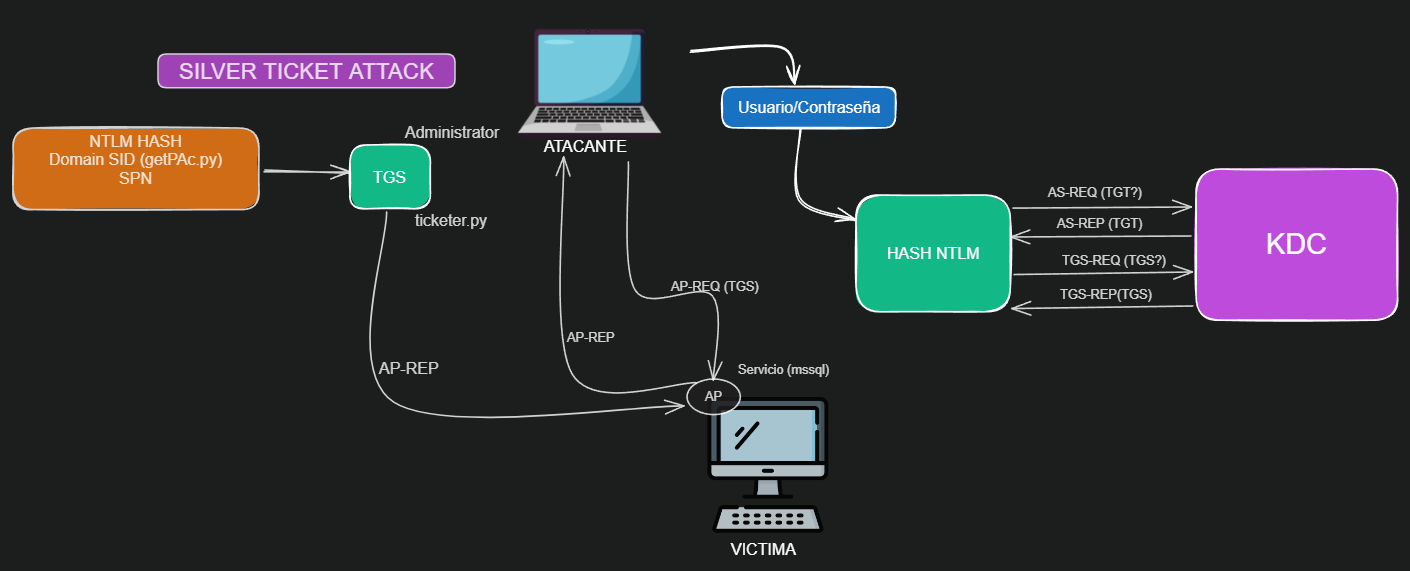 SILVER TICKET ATTACK
NTLM HASH
Domain SID (getPAc.py)
SPN
Administrator
TGS
ticketer.py
ATACANTE
Usuario/Contraseña
HASH NTLM
AS-REQ (TGT?)
AS-REP (TGT)
TGS-REQ (TGS?)
TGS-REP(TGS)
KDC
AP-REQ (TGS)
AP-REP
AP-REP
Servicio (mssql)
AP
VICTIMA